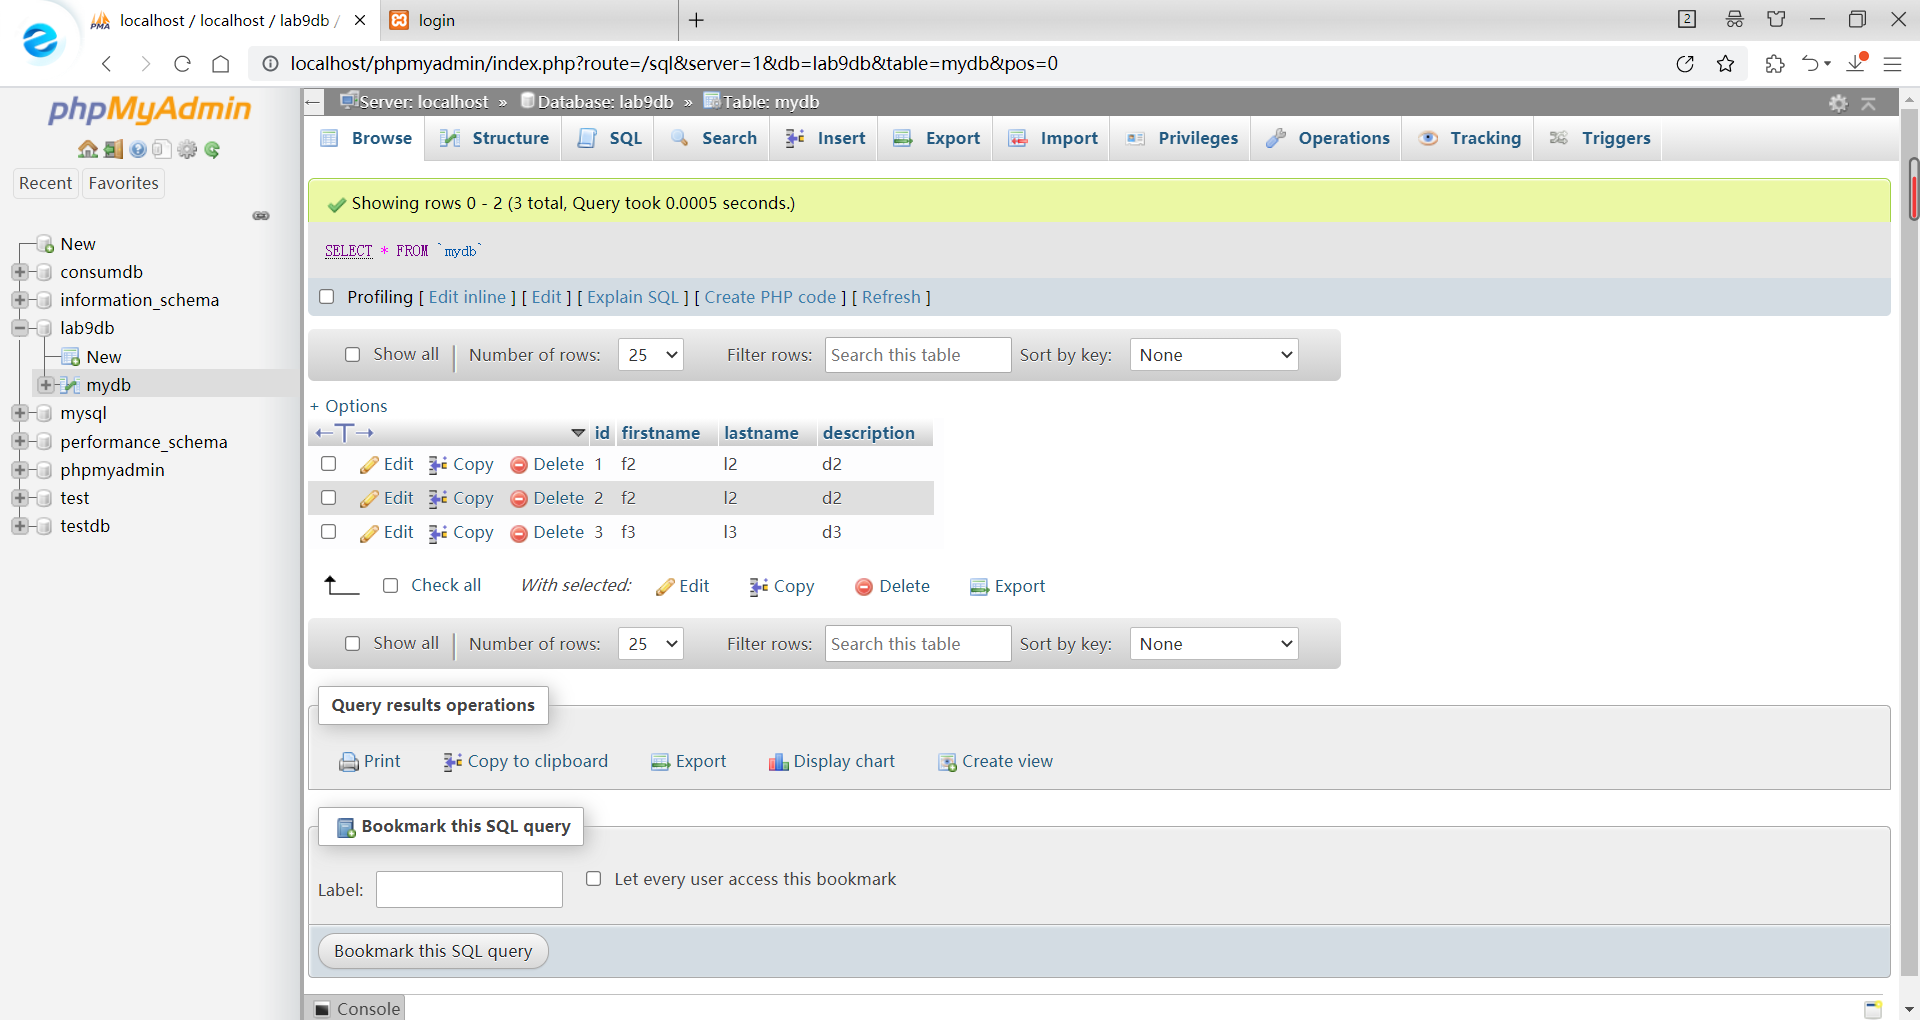 localhost / localhost / lab9db /
login
2
localhost/phpmyadmin/index.php?route=/sql&server=1&db=lab9db&table=mydb&pos=0
phpMyAdmin
Recent
Favorites
New
consumdb
information_schema
lab9db
New
mydb
mysql
performance_schema
phpmyadmin
test
testdb
Server: localhost » Database: lab9db » Table: mydb
Browse Structure SQL Search Insert Export Import Privileges Operations Tracking Triggers
Showing rows 0 - 2 (3 total, Query took 0.0005 seconds.)
SELECT * FROM `mydb`
Profiling [ Edit inline ] [ Edit ] [ Explain SQL ] [ Create PHP code ] [ Refresh ]
Show all Number of rows: 25 Filter rows: Search this table Sort by key: None
+ Options
←T→ id firstname lastname description
Edit Copy Delete 1 f2 l2 d2
Edit Copy Delete 2 f2 l2 d2
Edit Copy Delete 3 f3 l3 d3
Check all With selected: Edit Copy Delete Export
Show all Number of rows: 25 Filter rows: Search this table Sort by key: None
Query results operations
Print Copy to clipboard Export Display chart Create view
Bookmark this SQL query
Label:
Let every user access this bookmark
Bookmark this SQL query
Console